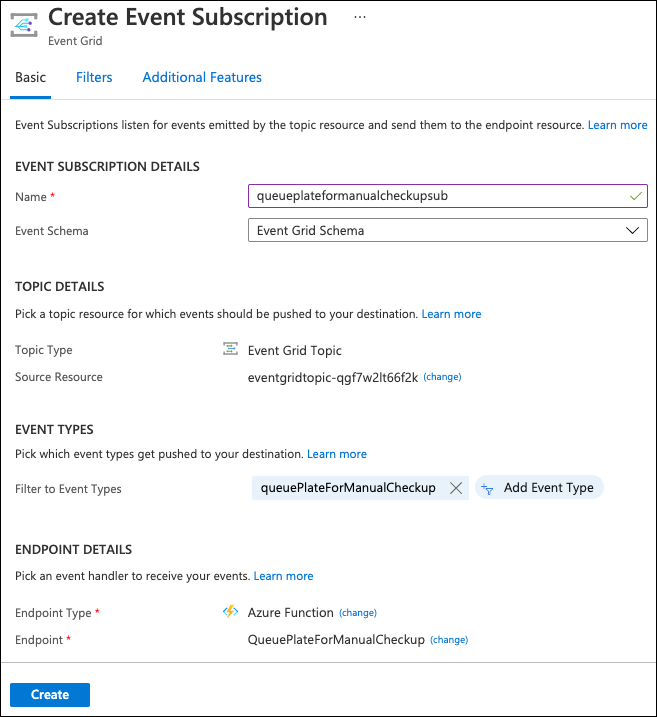 Create Event Subscription ...
Event Grid
Basic Filters Additional Features
Event Subscriptions listen for events emitted by the topic resource and send them to the endpoint resource. Learn more
EVENT SUBSCRIPTION DETAILS
Name * queueplateformanualcheckupsub
Event Schema Event Grid Schema
TOPIC DETAILS
Pick a topic resource for which events should be pushed to your destination. Learn more
Topic Type Event Grid Topic
Source Resource eventgridtopic-qgf7w2lt66f2k (change)
EVENT TYPES
Pick which event types get pushed to your destination. Learn more
Filter to Event Types queuePlateForManualCheckup Add Event Type
ENDPOINT DETAILS
Pick an event handler to receive your events. Learn more
Endpoint Type * Azure Function (change)
Endpoint * QueuePlateForManualCheckup (change)
Create